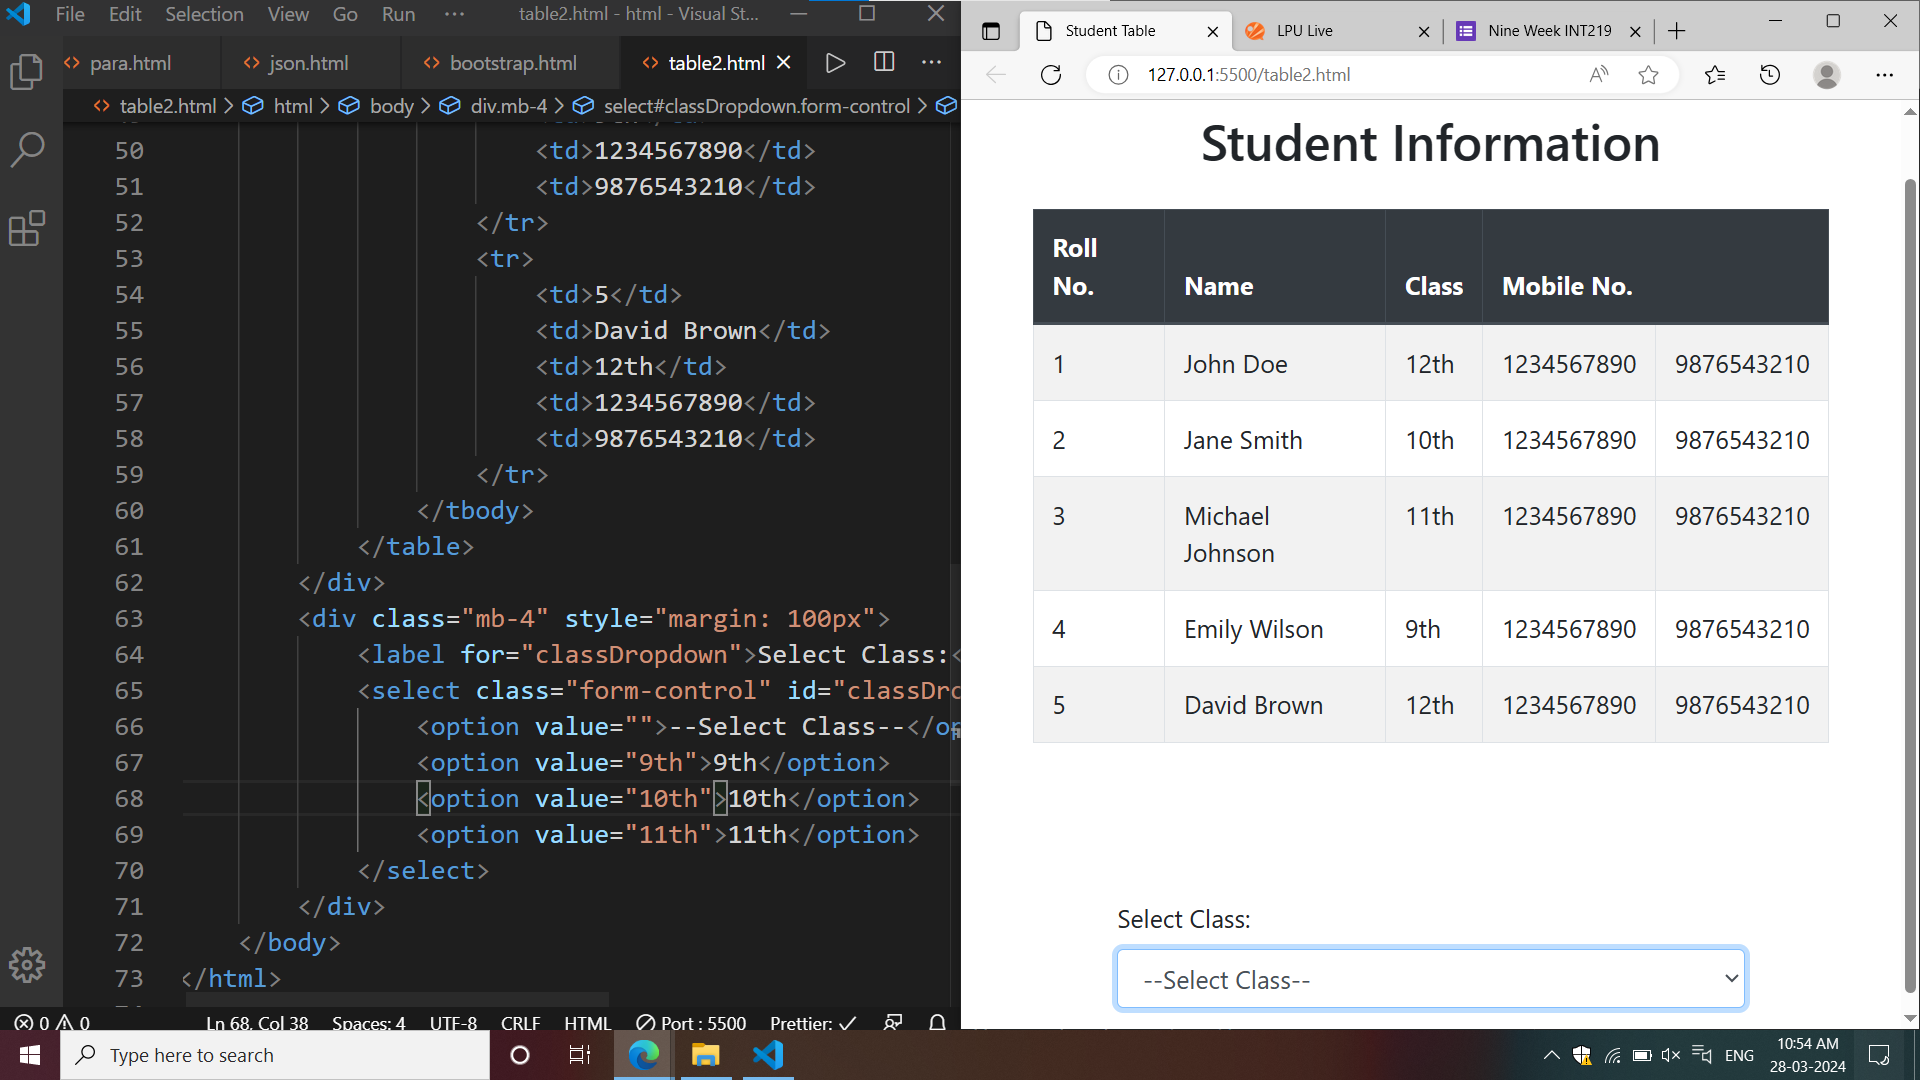 File Edit Selection View Go Run ··· table2.html - html - Visual St...
para.html json.html bootstrap.html table2.html
table2.html > html > body > div.mb-4 > select#classDropdown.form-control >
50 <td>1234567890</td>
51 <td>9876543210</td>
52 </tr>
53 <tr>
54 <td>5</td>
55 <td>David Brown</td>
56 <td>12th</td>
57 <td>1234567890</td>
58 <td>9876543210</td>
59 </tr>
60 </tbody>
61 </table>
62 </div>
63 <div class="mb-4" style="margin: 100px">
64 <label for="classDropdown">Select Class:<
65 <select class="form-control" id="classDro
66 <option value="">--Select Class--</op
67 <option value="9th">9th</option>
68 <option value="10th">10th</option>
69 <option value="11th">11th</option>
70 </select>
71 </div>
72 </body>
73 </html>
0 0 Ln 68, Col 38 Spaces: 4 UTF-8 CRLF HTML Port : 5500 Prettier: ✓
Student Table LPU Live Nine Week INT219
127.0.0.1:5500/table2.html
Student Information
Roll No. Name Class Mobile No.
1 John Doe 12th 1234567890 9876543210
2 Jane Smith 10th 1234567890 9876543210
3 Michael Johnson 11th 1234567890 9876543210
4 Emily Wilson 9th 1234567890 9876543210
5 David Brown 12th 1234567890 9876543210
Select Class:
--Select Class--
Type here to search
ENG
10:54 AM
28-03-2024